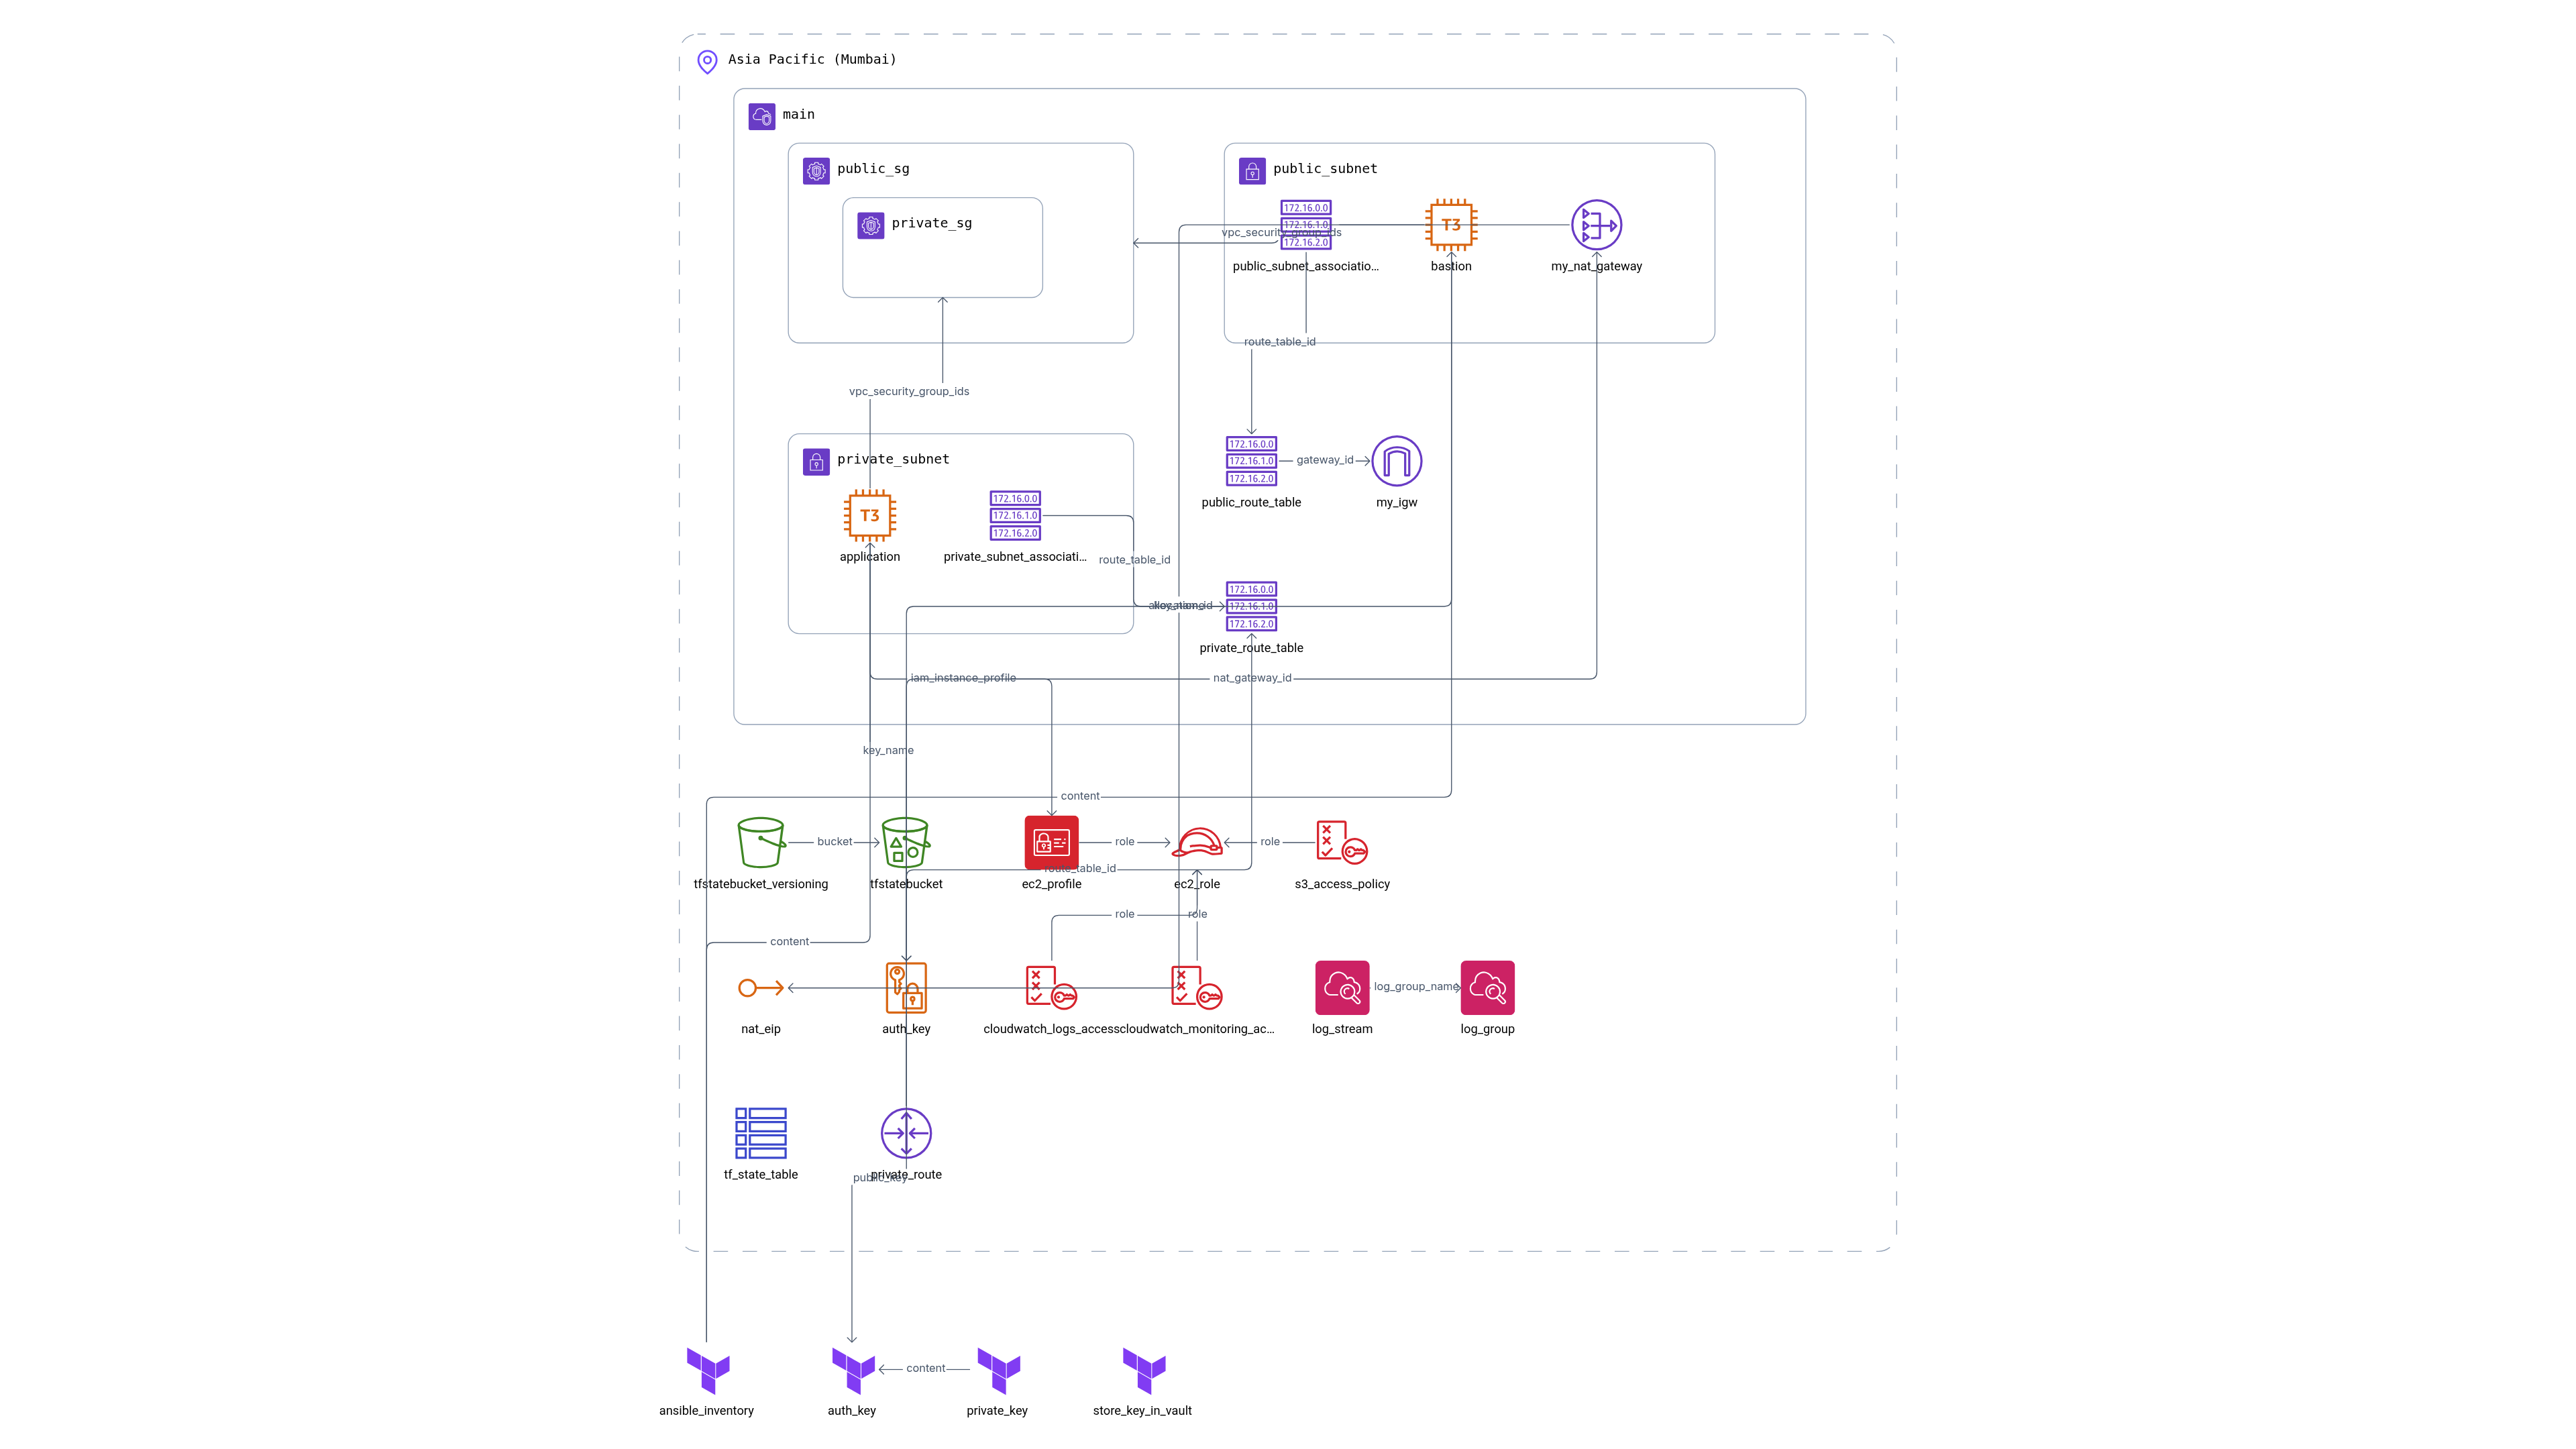 Asia Pacific (Mumbai)
main
public_sg
private_sg
public_subnet
172.16.0.0
172.16.1.0
172.16.2.0
vpc_security_group_ids
T3
public_subnet_associatio...
bastion
my_nat_gateway
route_table_id
vpc_security_group_ids
private_subnet
172.16.0.0
172.16.1.0
172.16.2.0
gateway_id
public_route_table
my_igw
T3
172.16.0.0
172.16.1.0
172.16.2.0
application
private_subnet_associati...
route_table_id
172.16.0.0
172.16.1.0
172.16.2.0
allocation_id
key_name
private_route_table
iam_instance_profile
nat_gateway_id
key_name
content
bucket
role
role
route_table_id
tfstatebucket_versioning
tfstatebucket
ec2_profile
ec2_role
s3_access_policy
role
role
content
log_group_name
nat_eip
auth_key
cloudwatch_logs_access
cloudwatch_monitoring_ac...
log_stream
log_group
tf_state_table
private_route
public_key
content
ansible_inventory
auth_key
private_key
store_key_in_vault